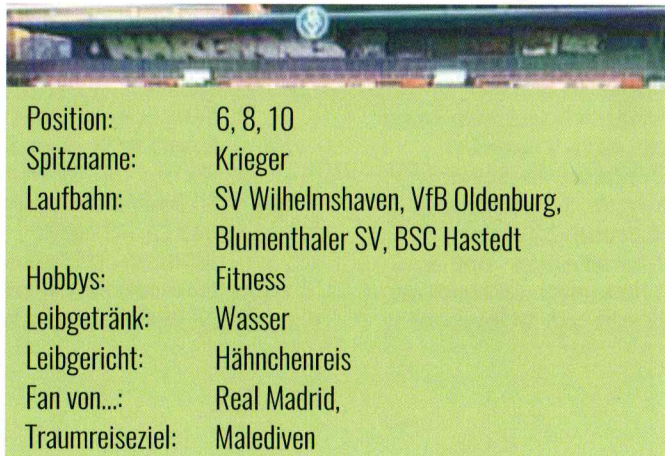 Position: 6, 8, 10
Spitzname: Krieger
Laufbahn: SV Wilhelmshaven, VfB Oldenburg,
Blumenthaler SV, BSC Hastedt
Hobbys: Fitness
Leibgetränk: Wasser
Leibgericht: Hähnchenreis
Fan von...: Real Madrid,
Traumreiseziel: Malediven